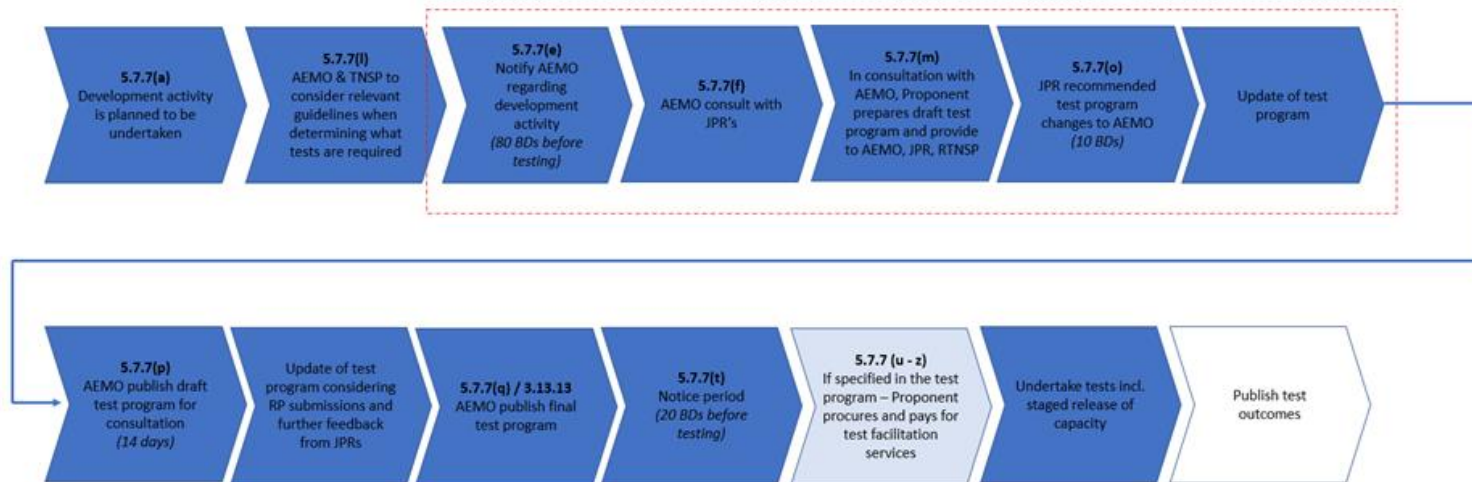 5.7.7(a)
Development activity
is planned to be
undertaken
5.7.7(l)
AEMO & TNSP to
consider relevant
guidelines when
determining what
tests are required
5.7.7(e)
Notify AEMO
regarding
development
activity
(80 BDs before
testing)
5.7.7(f)
AEMO consult with
JPR's
5.7.7(m)
In consultation with
AEMO, Proponent
prepares draft test
program and provide
to AEMO, JPR, RTNSP
5.7.7(o)
JPR recommended
test program
changes to AEMO
(10 BDs)
Update of test
program
5.7.7(p)
AEMO publish draft
test program for
consultation
(14 days)
Update of test
program considering
RP submissions and
further feedback
from JPRs
5.7.7(q) / 3.13.13
AEMO publish final
test program
5.7.7(t)
Notice period
(20 BDs before
testing)
5.7.7 (u - z)
If specified in the test
program – Proponent
procures and pays for
test facilitation
services
Undertake tests incl.
staged release of
capacity
Publish test
outcomes